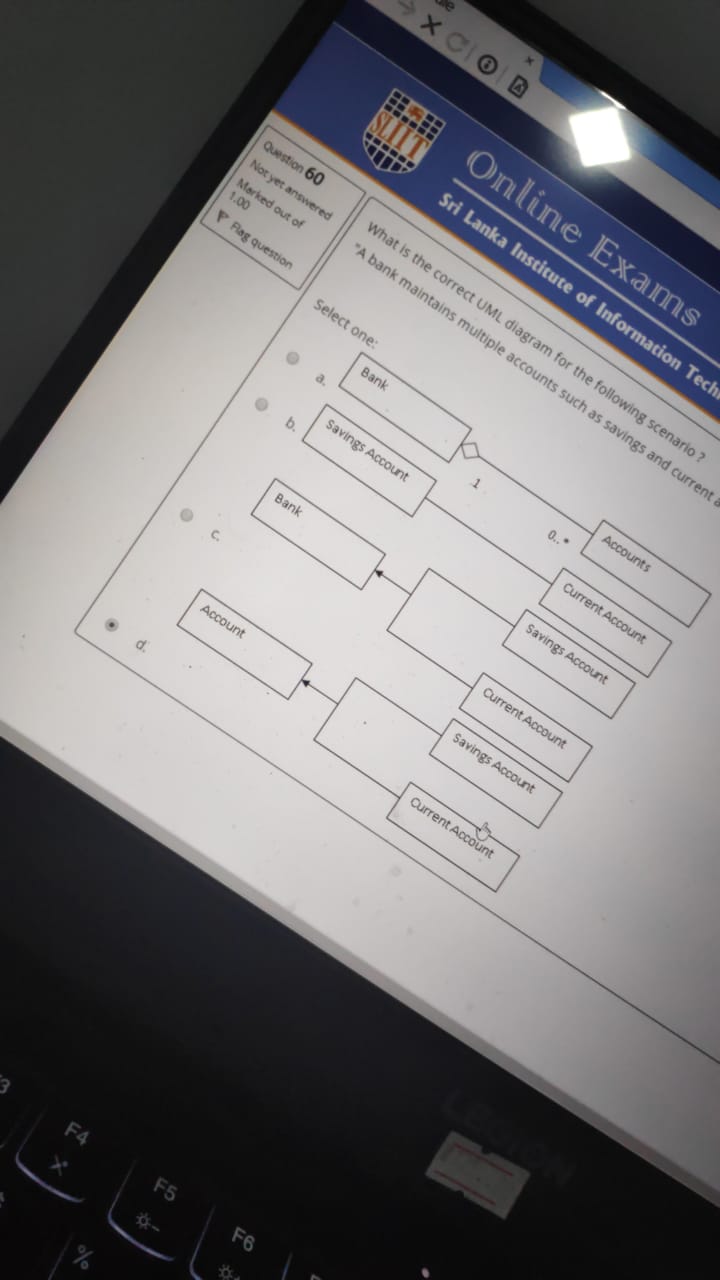 SLIIT
Online Exams
Sri Lanka Institute of Information Tech
Question 60
Not yet answered
Marked out of
1.00
Flag question
What is the correct UML diagram for the following scenario ?
"A bank maintains multiple accounts such as savings and current
Select one:
a.
Bank
1
0..*
Accounts
b.
Savings Account
Current Account
c.
Bank
Savings Account
Current Account
d.
Account
Savings Account
Current Account
LEGION
F4
F5
F6
%